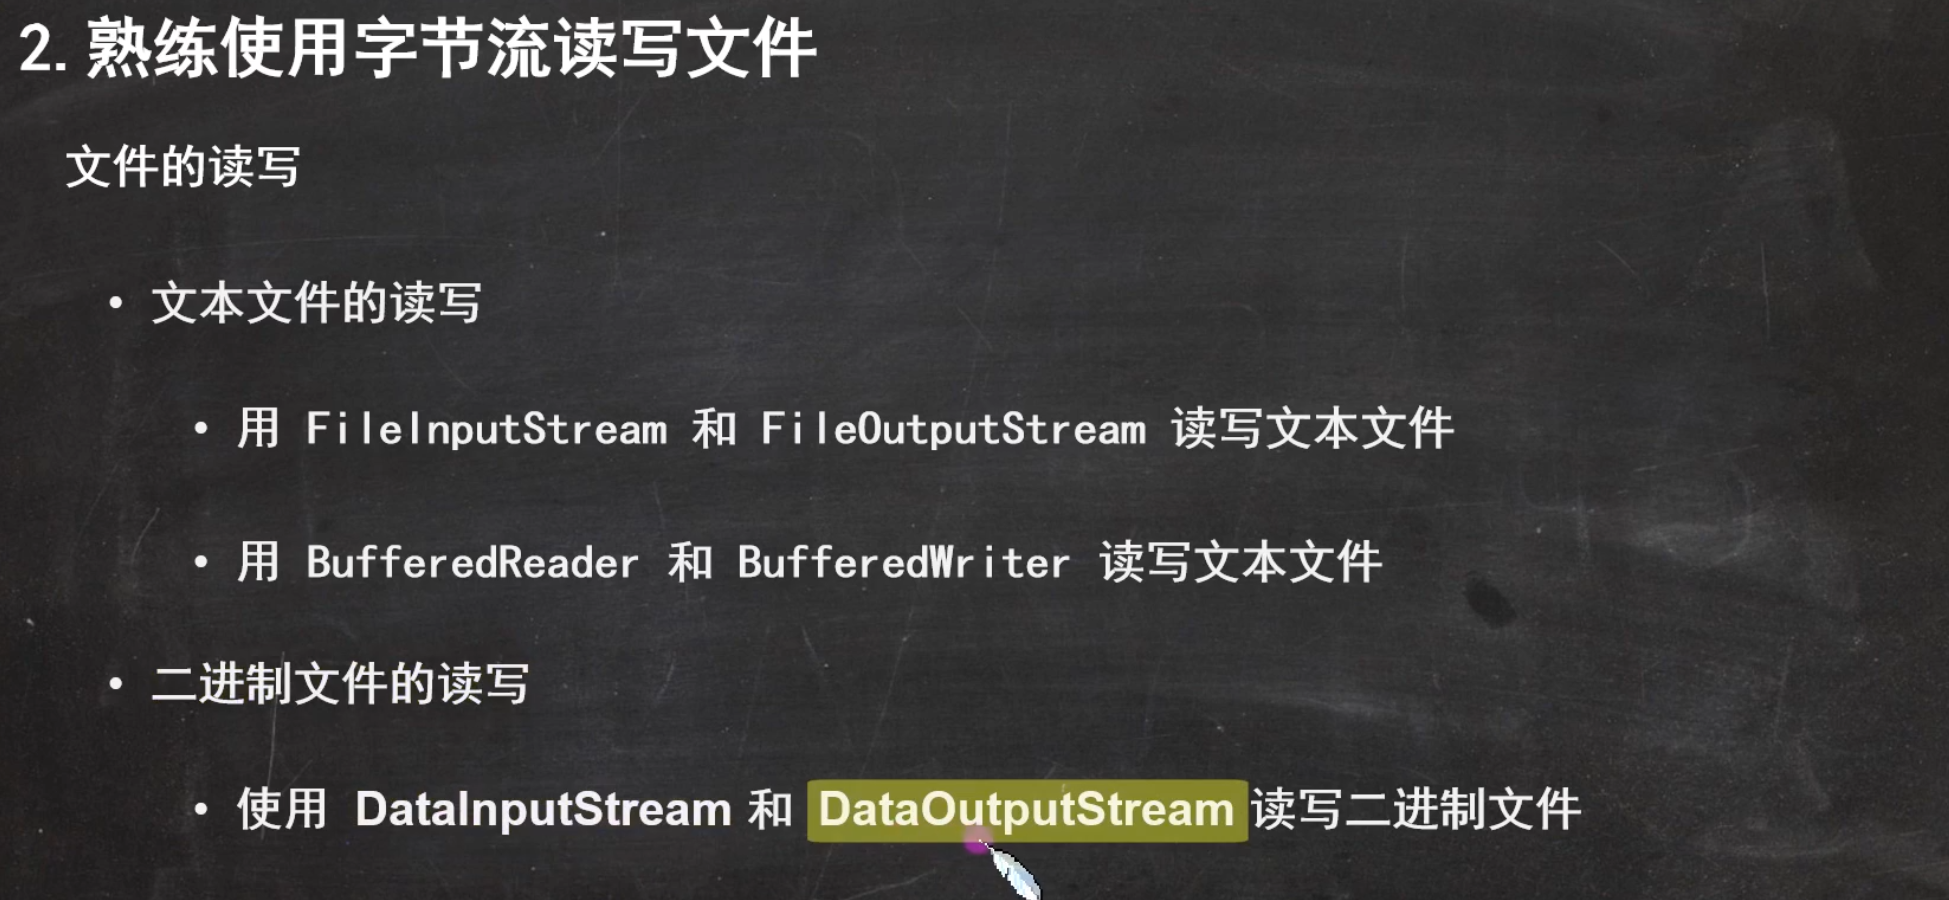 2. 熟练使用字节流读写文件
文件的读写
• 文本文件的读写
• 用 FileInputStream 和 FileOutputStream 读写文本文件
• 用 BufferedReader 和 BufferedWriter 读写文本文件
• 二进制文件的读写
• 使用 DataInputStream 和 DataOutputStream 读写二进制文件